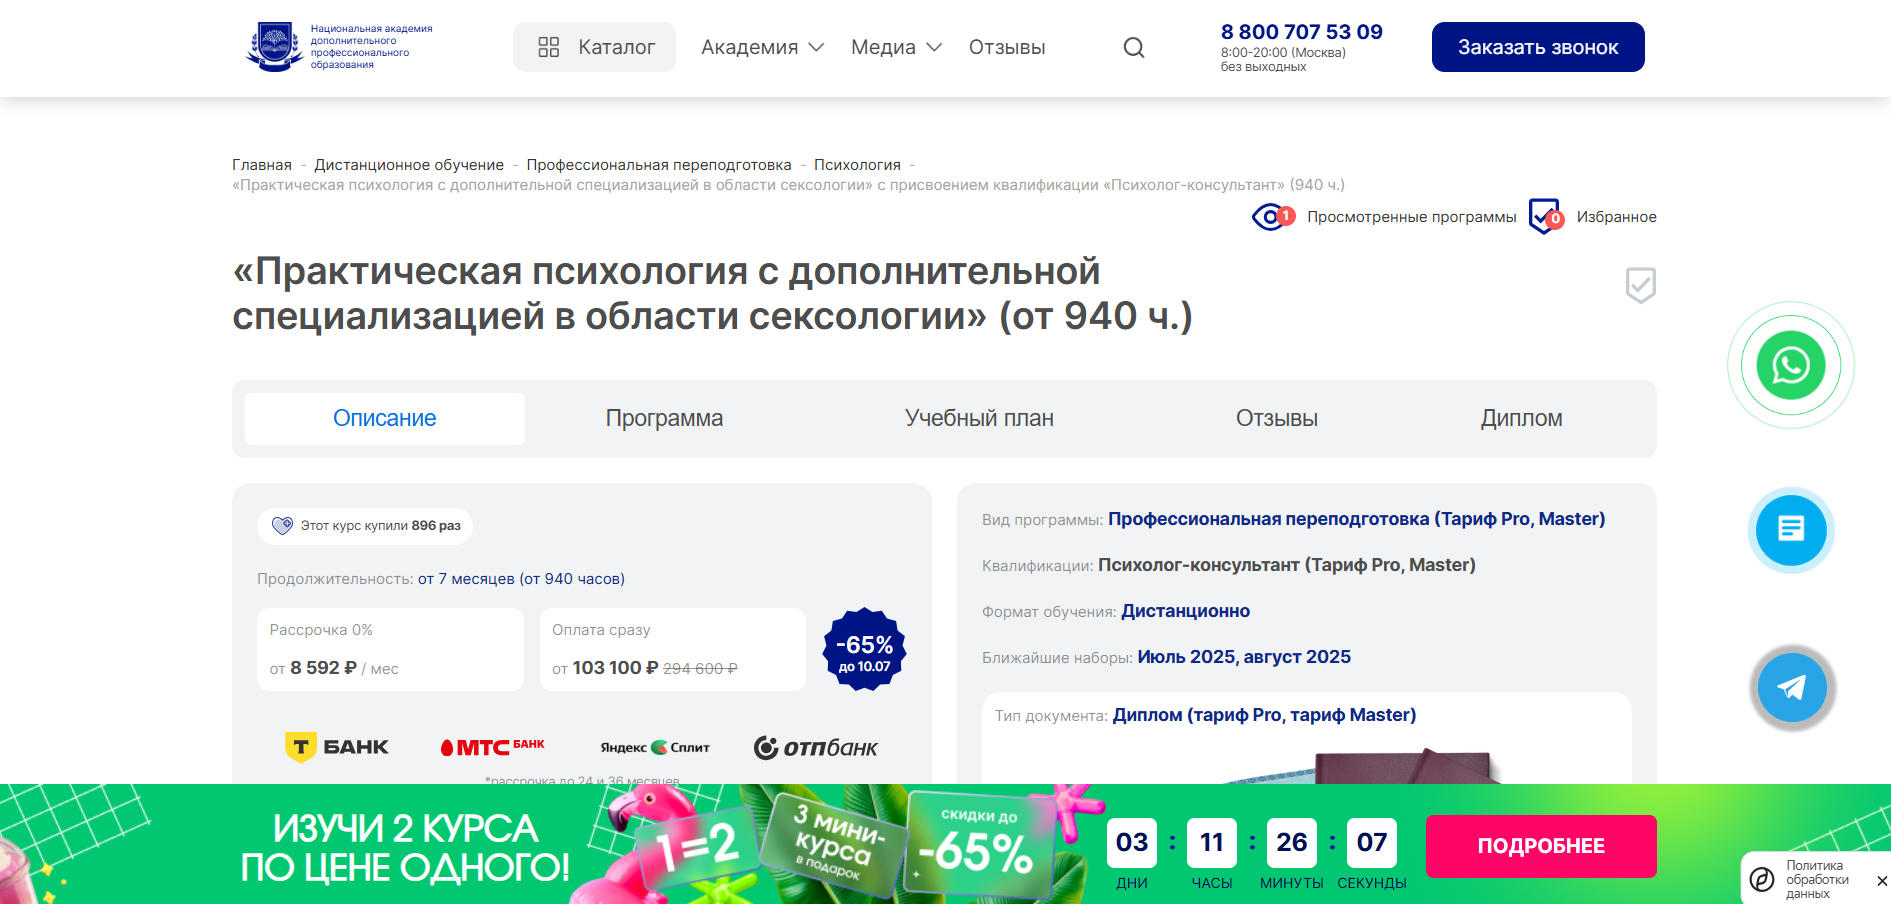 Национальная академия
дополнительного
профессионального
образования
Каталог
Академия
Медиа
Отзывы
8 800 707 53 09
8:00-20:00 (Москва)
без выходных
Заказать звонок
Главная - Дистанционное обучение - Профессиональная переподготовка - Психология -
«Практическая психология с дополнительной специализацией в области сексологии» с присвоением квалификации «Психолог-консультант» (940 ч.)
1 Просмотренные программы
0 Избранное
«Практическая психология с дополнительной
специализацией в области сексологии» (от 940 ч.)
Описание
Программа
Учебный план
Отзывы
Диплом
Этот курс купили 896 раз
Продолжительность: от 7 месяцев (от 940 часов)
Рассрочка 0%
от 8 592 ₽ / мес
Оплата сразу
от 103 100 ₽ 294 600 ₽
-65%
до 10.07
Т БАНК
МТС БАНК
Яндекс Сплит
отпбанк
*рассрочка до 24 и 36 месяцев
Вид программы: Профессиональная переподготовка (Тариф Pro, Master)
Квалификации: Психолог-консультант (Тариф Pro, Master)
Формат обучения: Дистанционно
Ближайшие наборы: Июль 2025, август 2025
Тип документа: Диплом (тариф Pro, тариф Master)
ИЗУЧИ 2 КУРСА
ПО ЦЕНЕ ОДНОГО!
1=2
3 МИНИ-
курса
в подарок
скидки до
-65%
03 : 11 : 26 : 07
ДНИ ЧАСЫ МИНУТЫ СЕКУНДЫ
ПОДРОБНЕЕ
Политика
обработки
данных